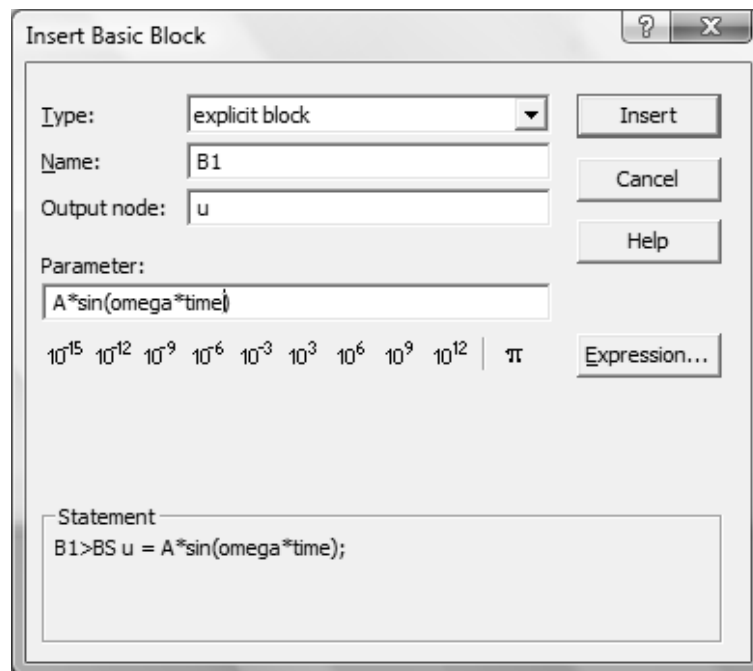 Insert Basic Block
Type: explicit block
Insert
Name: B1
Cancel
Output node: u
Help
Parameter:
A*sin(omega*time)
10^-15 10^-12 10^-9 10^-6 10^-3 10^3 10^6 10^9 10^12 π
Expression...
Statement
B1>BS u = A*sin(omega*time);